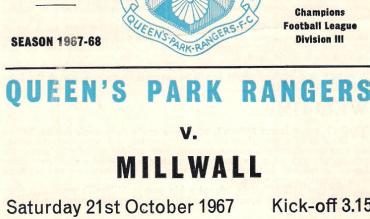 Champions
Football League
Division III
SEASON 1967-68
QUEEN'S·PARK·RANGERS·F·C
QUEEN'S PARK RANGERS
v.
MILLWALL
Saturday 21st October 1967 Kick-off 3.15